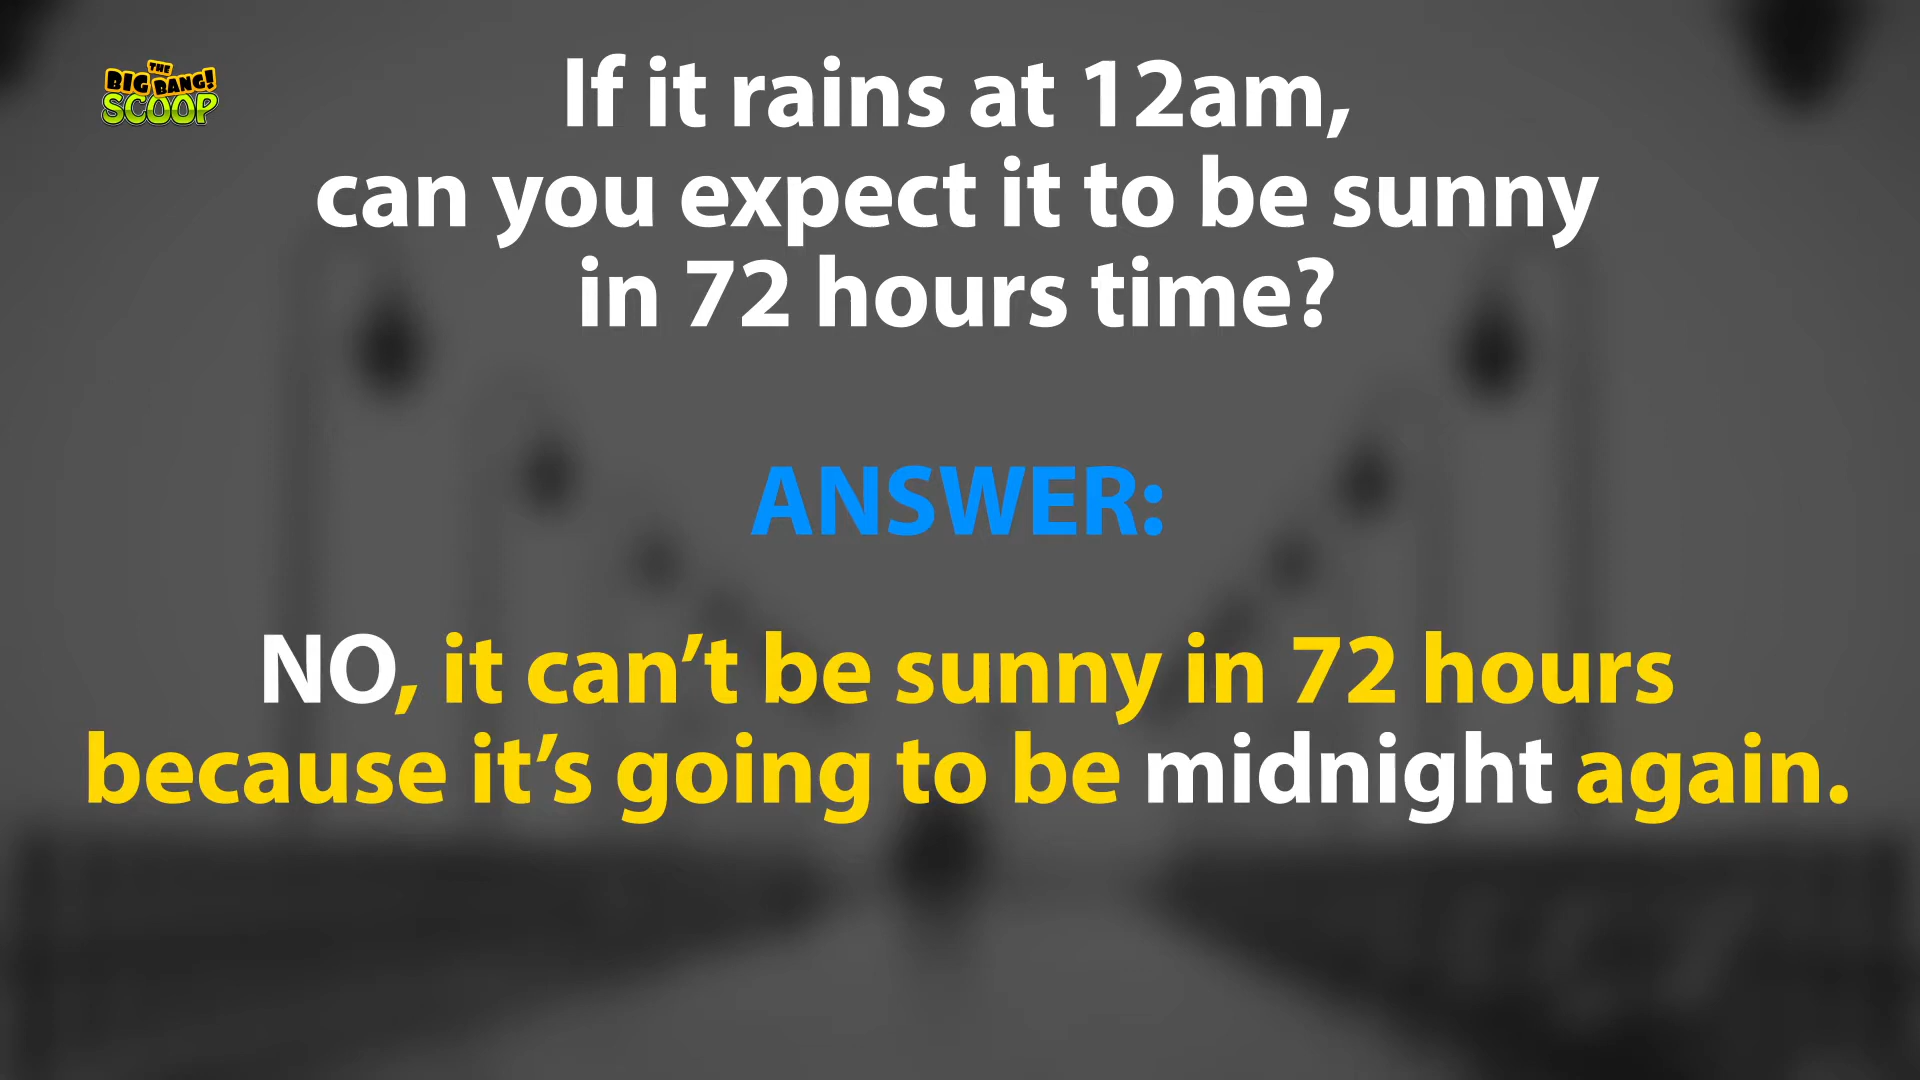 THE
BIG BANG!
SCOOP
If it rains at 12am,
can you expect it to be sunny
in 72 hours time?
ANSWER:
NO, it can’t be sunny in 72 hours
because it’s going to be midnight again.